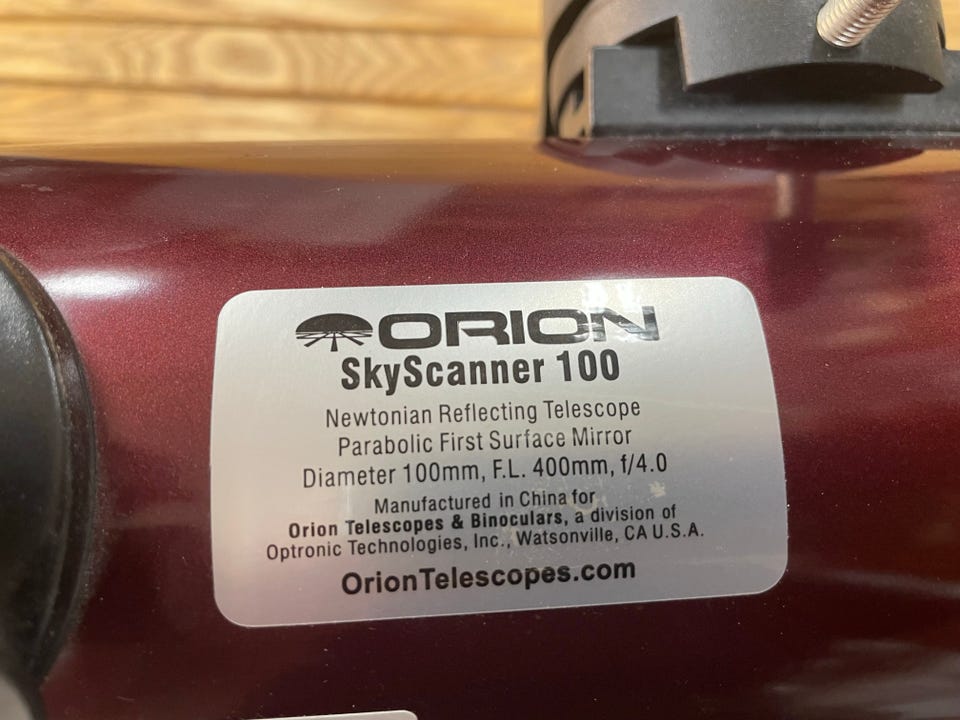 ORION
SkyScanner 100
Newtonian Reflecting Telescope
Parabolic First Surface Mirror
Diameter 100mm, F.L. 400mm, f/4.0
Manufactured in China for
Orion Telescopes & Binoculars, a division of
Optronic Technologies, Inc., Watsonville, CA U.S.A.
OrionTelescopes.com